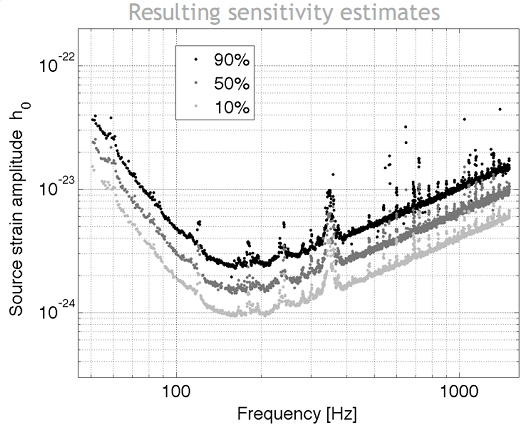 Resulting sensitivity estimates
10^-22
90%
50%
10%
10^-23
10^-24
Source strain amplitude h_0
100
1000
Frequency [Hz]